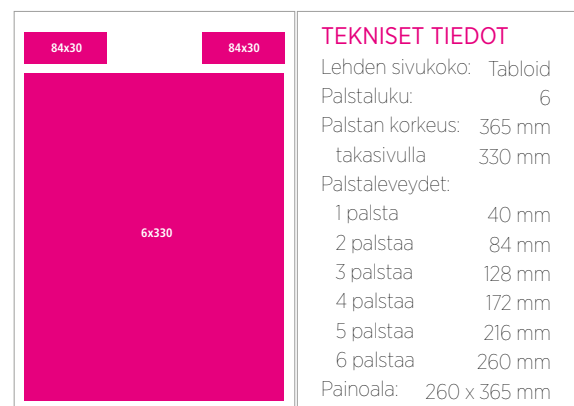 84x30
84x30
6x330
TEKNISET TIEDOT
Lehden sivukoko: Tabloid
Palstaluku: 6
Palstan korkeus: 365 mm
takasivulla 330 mm
Palstaleveydet:
1 palsta 40 mm
2 palstaa 84 mm
3 palstaa 128 mm
4 palstaa 172 mm
5 palstaa 216 mm
6 palstaa 260 mm
Painoala: 260 x 365 mm